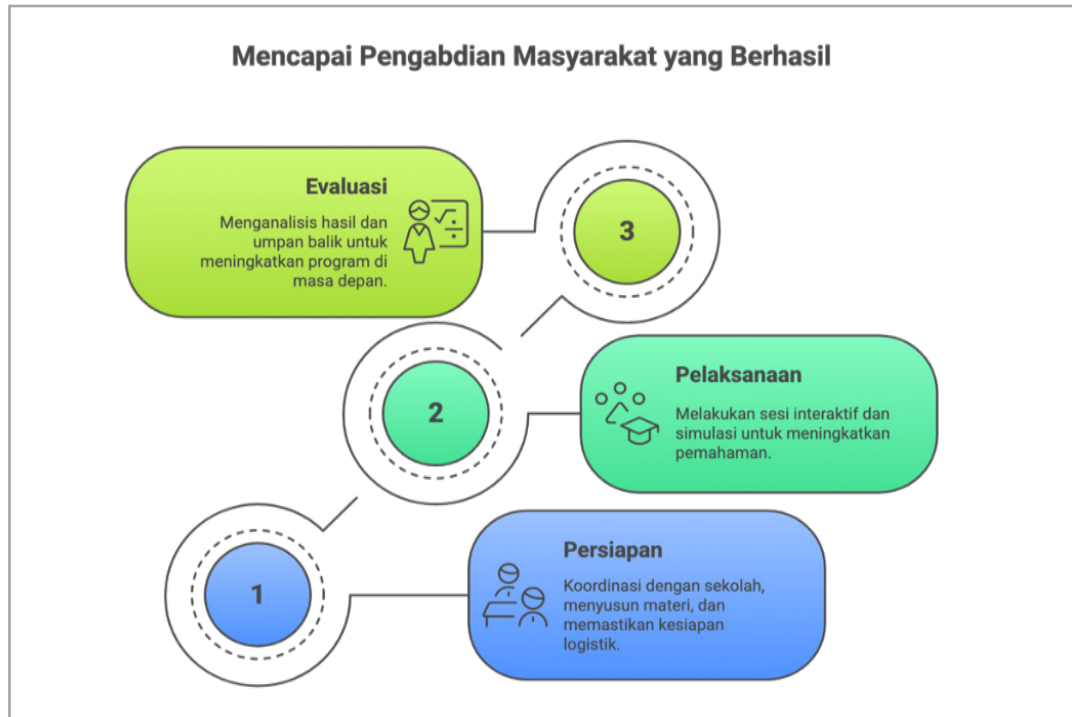 Mencapai Pengabdian Masyarakat yang Berhasil
Evaluasi
Menganalisis hasil dan
umpan balik untuk
meningkatkan program di
masa depan.
3
2
Pelaksanaan
Melakukan sesi interaktif dan
simulasi untuk meningkatkan
pemahaman.
1
Persiapan
Koordinasi dengan sekolah,
menyusun materi, dan
memastikan kesiapan
logistik.